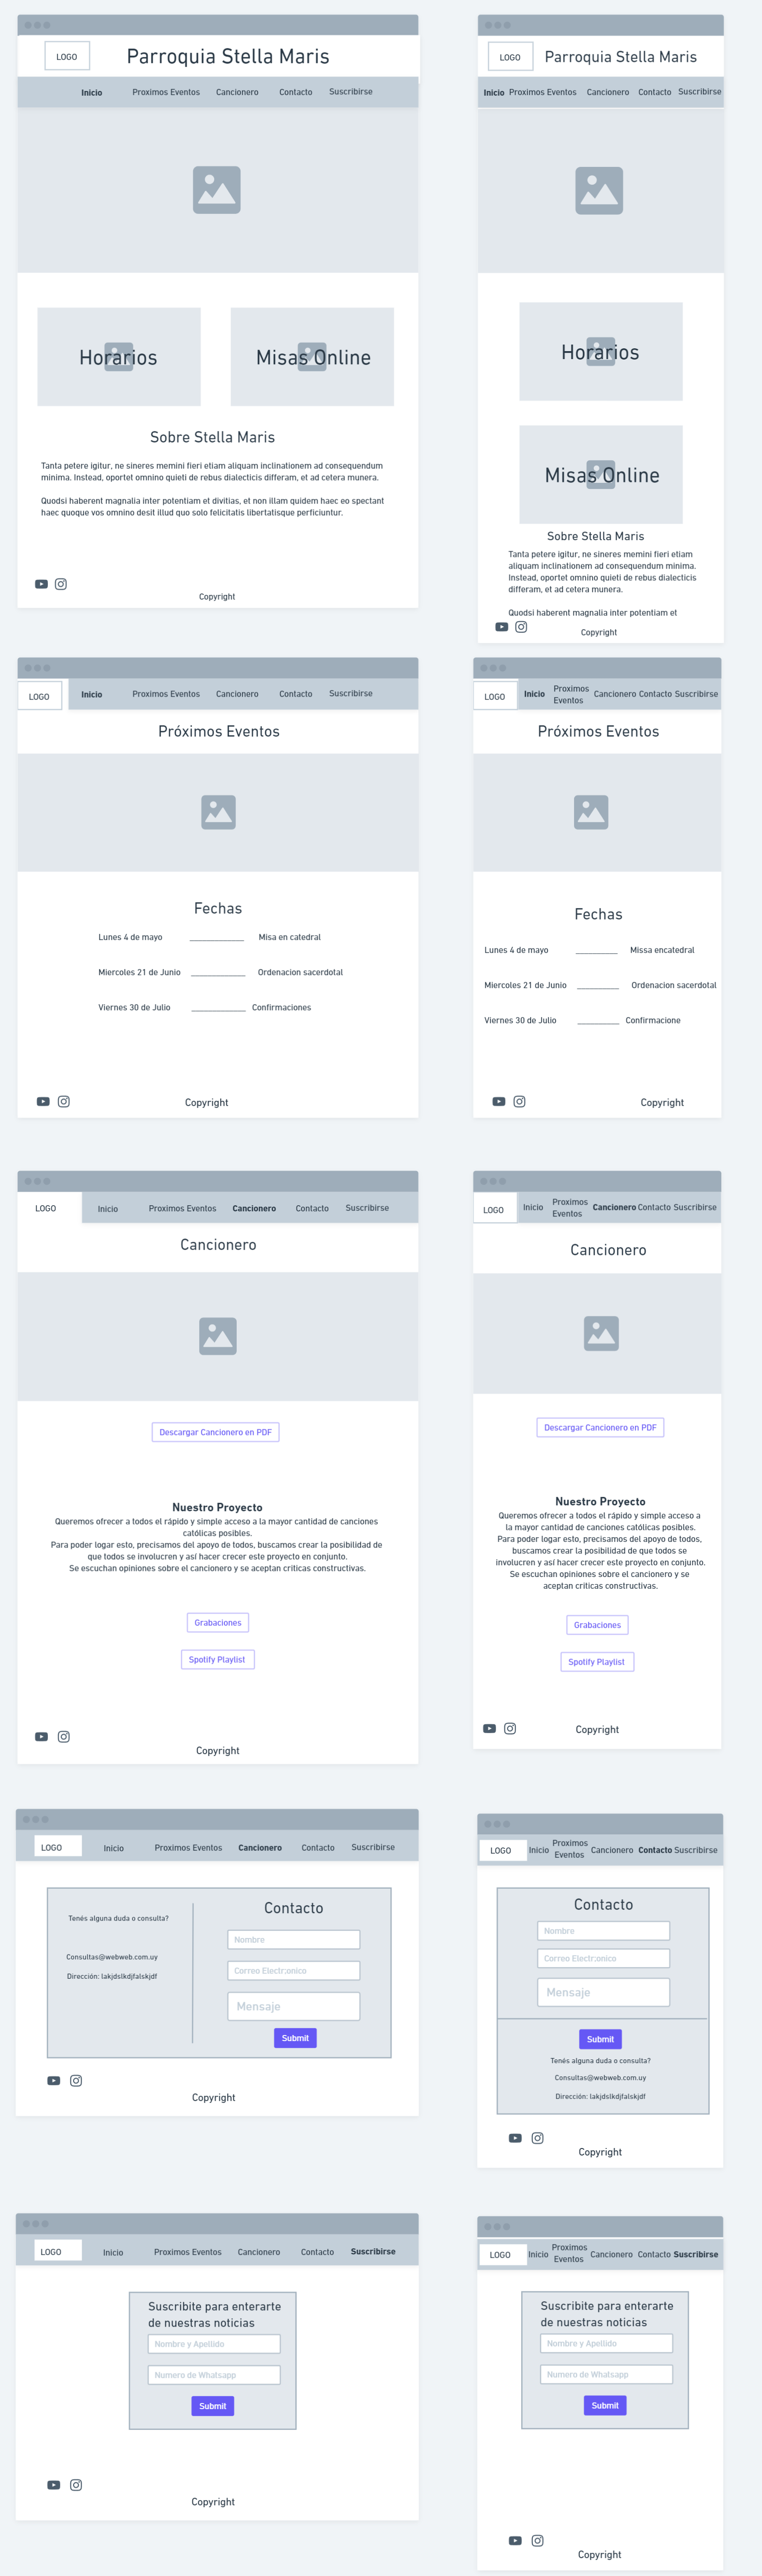 LOGO
Parroquia Stella Maris
Inicio Proximos Eventos Cancionero Contacto Suscribirse
Horarios
Misas Online
Sobre Stella Maris
Tanta petere igitur, ne sineres memini fieri etiam aliquam inclinationem ad consequendum
minima. Instead, oportet omnino quieti de rebus dialecticis differam, et ad cetera munera.
Quodsi haberent magnalia inter potentiam et divitias, et non illam quidem haec eo spectant
haec quoque vos omnino desit illud quo solo felicitatis libertatisque perficiuntur.
Copyright
LOGO
Parroquia Stella Maris
Inicio Proximos Eventos Cancionero Contacto Suscribirse
Horarios
Misas Online
Sobre Stella Maris
Tanta petere igitur, ne sineres memini fieri etiam
aliquam inclinationem ad consequendum minima.
Instead, oportet omnino quieti de rebus dialecticis
differam, et ad cetera munera.
Quodsi haberent magnalia inter potentiam et
Copyright
LOGO
Inicio Proximos Eventos Cancionero Contacto Suscribirse
Próximos Eventos
Fechas
Lunes 4 de mayo Misa en catedral
Miercoles 21 de Junio Ordenacion sacerdotal
Viernes 30 de Julio Confirmaciones
Copyright
LOGO
Inicio
Proximos
Eventos
Cancionero Contacto Suscribirse
Próximos Eventos
Fechas
Lunes 4 de mayo Missa encatedral
Miercoles 21 de Junio Ordenacion sacerdotal
Viernes 30 de Julio Confirmacione
Copyright
LOGO
Inicio Proximos Eventos Cancionero Contacto Suscribirse
Cancionero
Descargar Cancionero en PDF
Nuestro Proyecto
Queremos ofrecer a todos el rápido y simple acceso a la mayor cantidad de canciones
católicas posibles.
Para poder logar esto, precisamos del apoyo de todos, buscamos crear la posibilidad de
que todos se involucren y así hacer crecer este proyecto en conjunto.
Se escuchan opiniones sobre el cancionero y se aceptan criticas constructivas.
Grabaciones
Spotify Playlist
Copyright
LOGO
Inicio
Proximos
Eventos
Cancionero Contacto Suscribirse
Cancionero
Descargar Cancionero en PDF
Nuestro Proyecto
Queremos ofrecer a todos el rápido y simple acceso a
la mayor cantidad de canciones católicas posibles.
Para poder logar esto, precisamos del apoyo de todos,
buscamos crear la posibilidad de que todos se
involucren y así hacer crecer este proyecto en conjunto.
Se escuchan opiniones sobre el cancionero y se
aceptan criticas constructivas.
Grabaciones
Spotify Playlist
Copyright
LOGO
Inicio Proximos Eventos Cancionero Contacto Suscribirse
Tenés alguna duda o consulta?
Consultas@webweb.com.uy
Dirección: lakjdslkdjfalskjdf
Contacto
Nombre
Correo Electr;onico
Mensaje
Submit
Copyright
LOGO
Inicio
Proximos
Eventos
Cancionero Contacto Suscribirse
Contacto
Nombre
Correo Electr;onico
Mensaje
Submit
Tenés alguna duda o consulta?
Consultas@webweb.com.uy
Dirección: lakjdslkdjfalskjdf
Copyright
LOGO
Inicio Proximos Eventos Cancionero Contacto Suscribirse
Suscribite para enterarte
de nuestras noticias
Nombre y Apellido
Numero de Whatsapp
Submit
Copyright
LOGO
Inicio
Proximos
Eventos
Cancionero Contacto Suscribirse
Suscribite para enterarte
de nuestras noticias
Nombre y Apellido
Numero de Whatsapp
Submit
Copyright